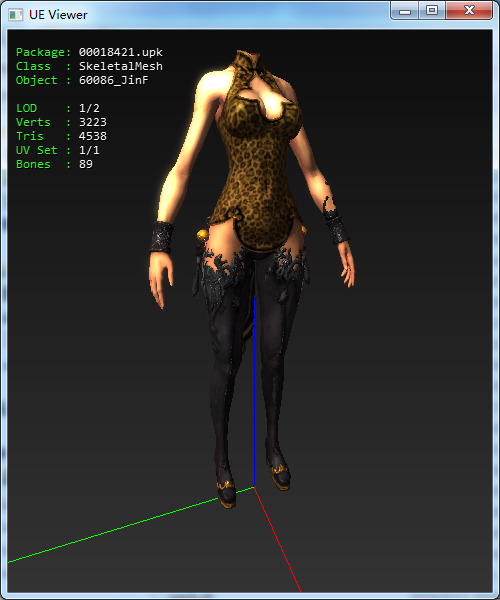 UE Viewer
Package: 00018421.upk
Class : SkeletalMesh
Object : 60086_JinF
LOD : 1/2
Verts : 3223
Tris : 4538
UV Set : 1/1
Bones : 89